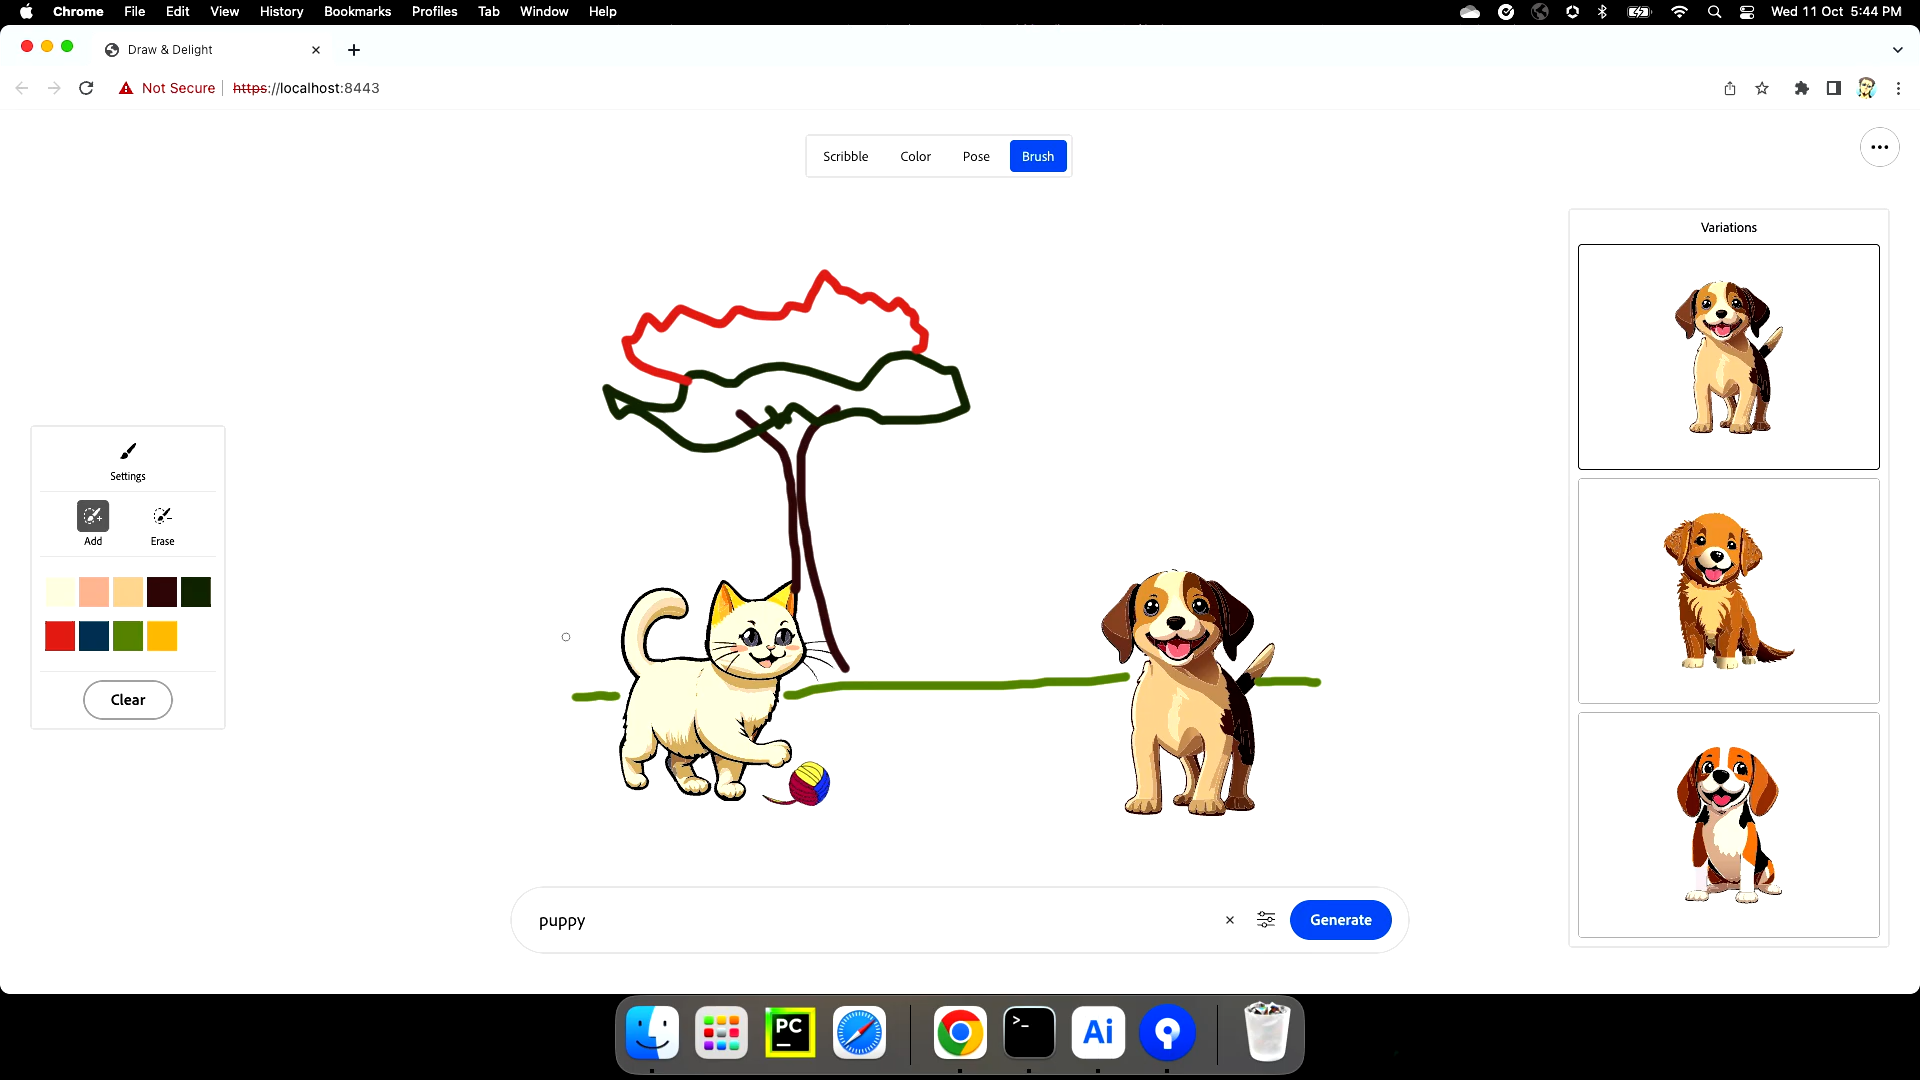 Chrome File Edit View History Bookmarks Profiles Tab Window Help Wed 11 Oct 5:44 PM
Draw & Delight
Not Secure https://localhost:8443
Scribble Color Pose Brush
Variations
Settings
Add Erase
Clear
puppy Generate
PC Ai